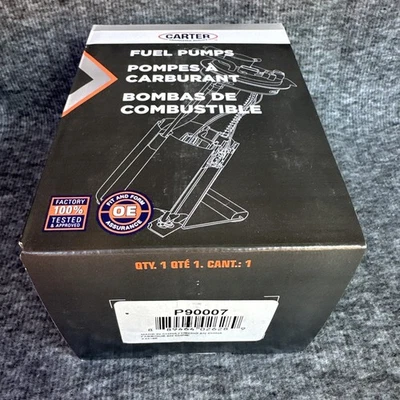 CARTER
FUEL PUMPS
POMPES À
CARBURANT
BOMBAS DE
COMBUSTIBLE
FACTORY
100%
TESTED
& APPROVED
FIT AND FORM
OE
ASSURANCE
QTY. 1 QTÉ 1. CANT.: 1
P90007